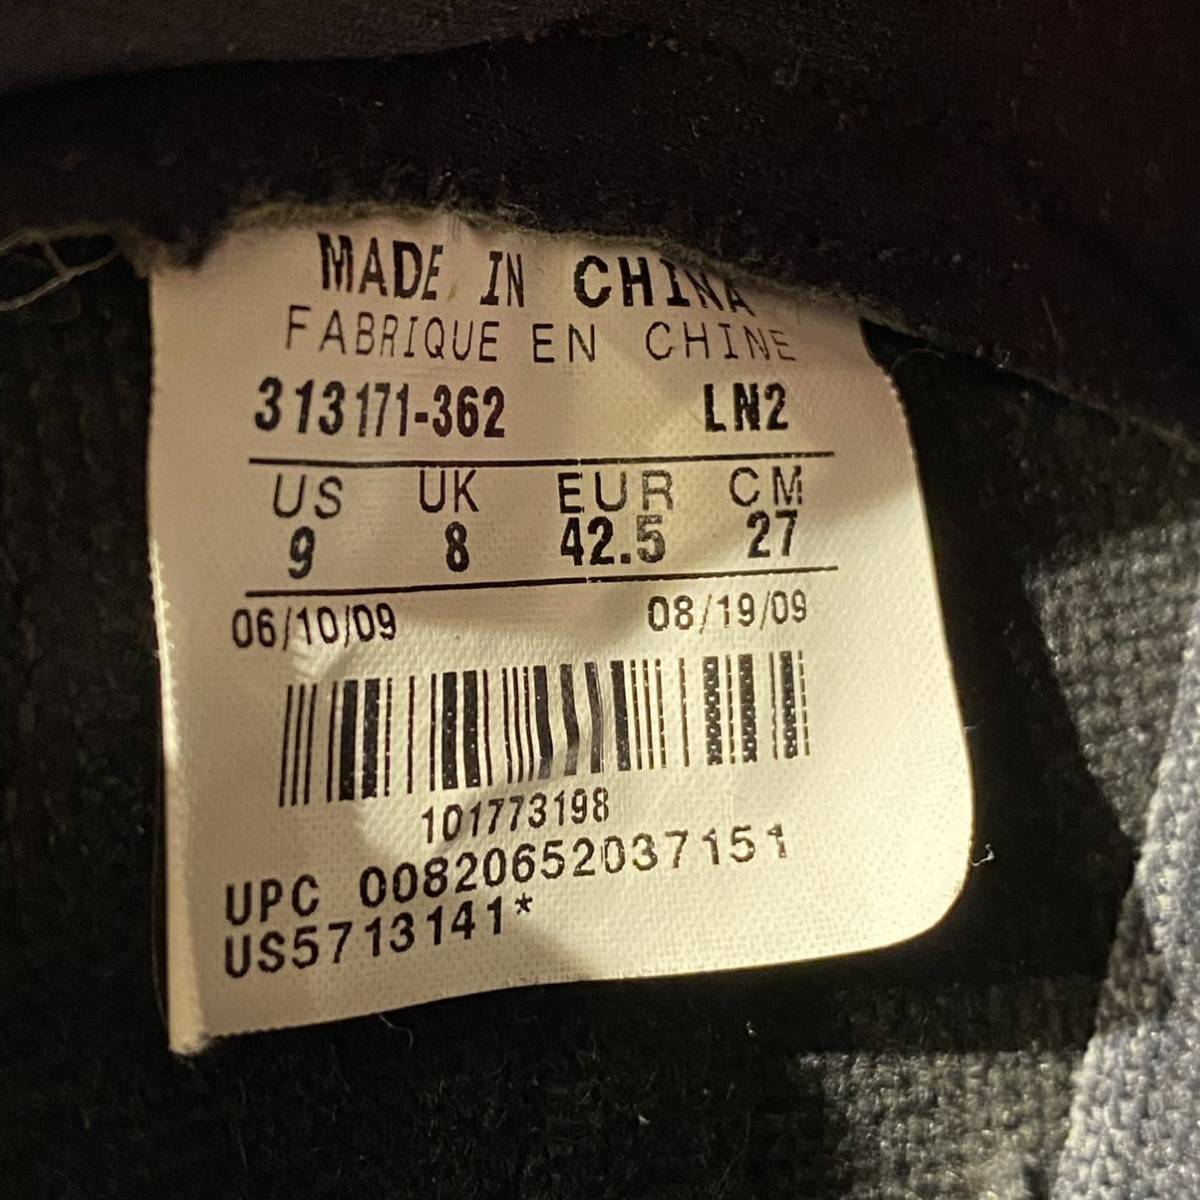 MADE IN CHINA
FABRIQUE EN CHINE
313171-362 LN2
US UK EUR CM
9 8 42.5 27
06/10/09 08/19/09
101773198
UPC 00820652037151
US5713141*